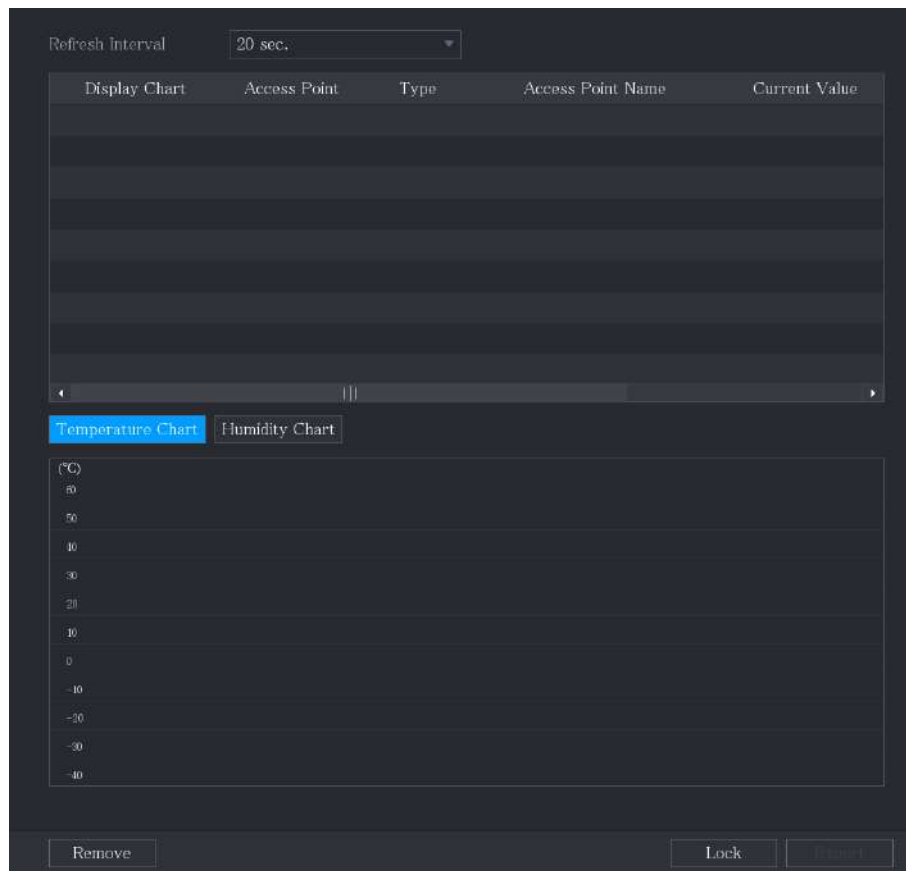 Refresh Interval 20 sec.
Display Chart Access Point Type Access Point Name Current Value
Temperature Chart Humidity Chart
(°C)
60
50
40
30
20
10
0
-10
-20
-30
-40
Remove Lock